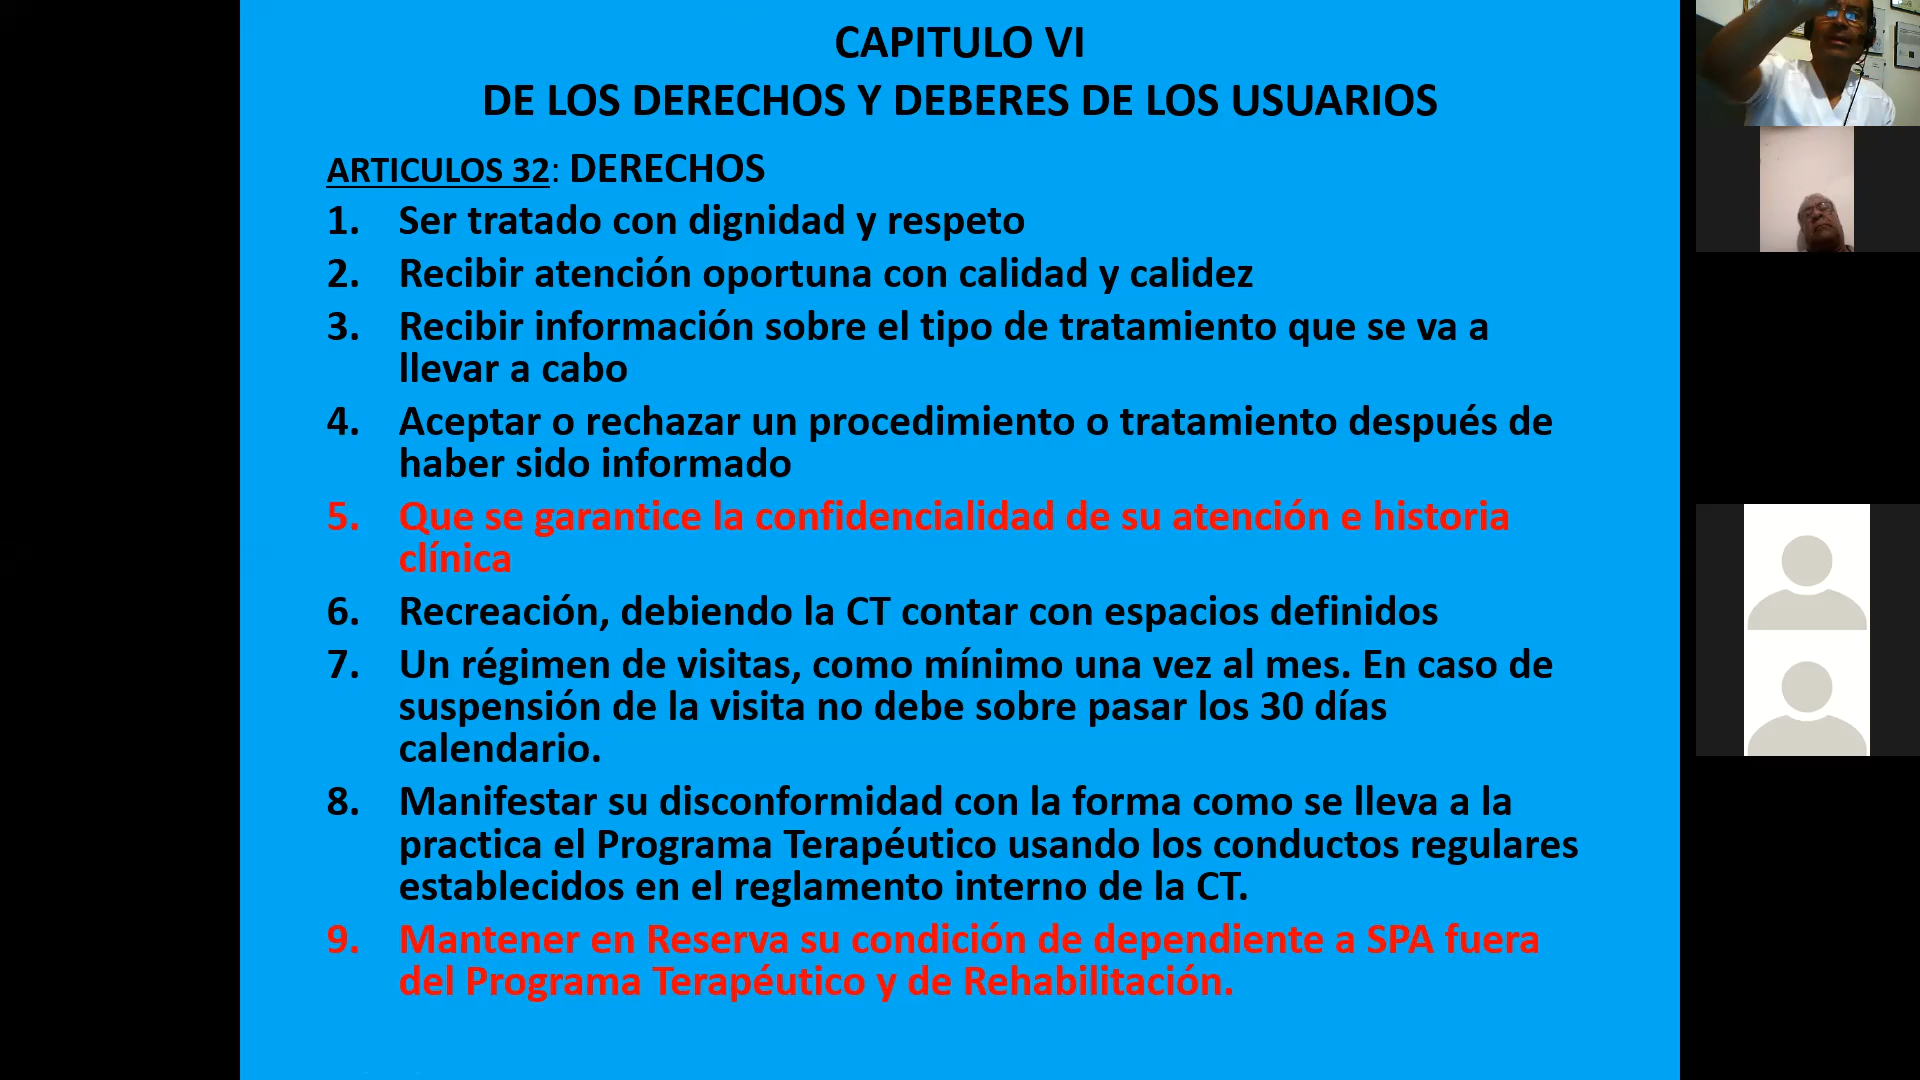 CAPITULO VI
DE LOS DERECHOS Y DEBERES DE LOS USUARIOS
ARTICULOS 32: DERECHOS
1. Ser tratado con dignidad y respeto
2. Recibir atención oportuna con calidad y calidez
3. Recibir información sobre el tipo de tratamiento que se va a
llevar a cabo
4. Aceptar o rechazar un procedimiento o tratamiento después de
haber sido informado
5. Que se garantice la confidencialidad de su atención e historia
clínica
6. Recreación, debiendo la CT contar con espacios definidos
7. Un régimen de visitas, como mínimo una vez al mes. En caso de
suspensión de la visita no debe sobre pasar los 30 días
calendario.
8. Manifestar su disconformidad con la forma como se lleva a la
practica el Programa Terapéutico usando los conductos regulares
establecidos en el reglamento interno de la CT.
9. Mantener en Reserva su condición de dependiente a SPA fuera
del Programa Terapéutico y de Rehabilitación.